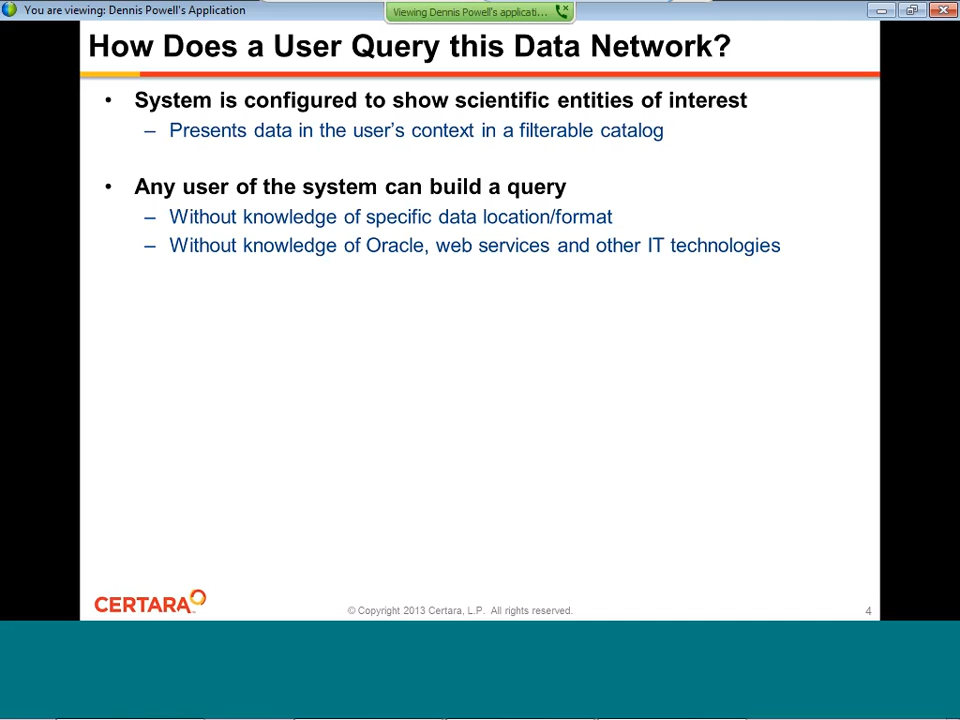 You are viewing: Dennis Powell's Application
Viewing Dennis Powell's applicati...
How Does a User Query this Data Network?
• System is configured to show scientific entities of interest
– Presents data in the user’s context in a filterable catalog
• Any user of the system can build a query
– Without knowledge of specific data location/format
– Without knowledge of Oracle, web services and other IT technologies
CERTARA
© Copyright 2013 Certara, L.P. All rights reserved.
4